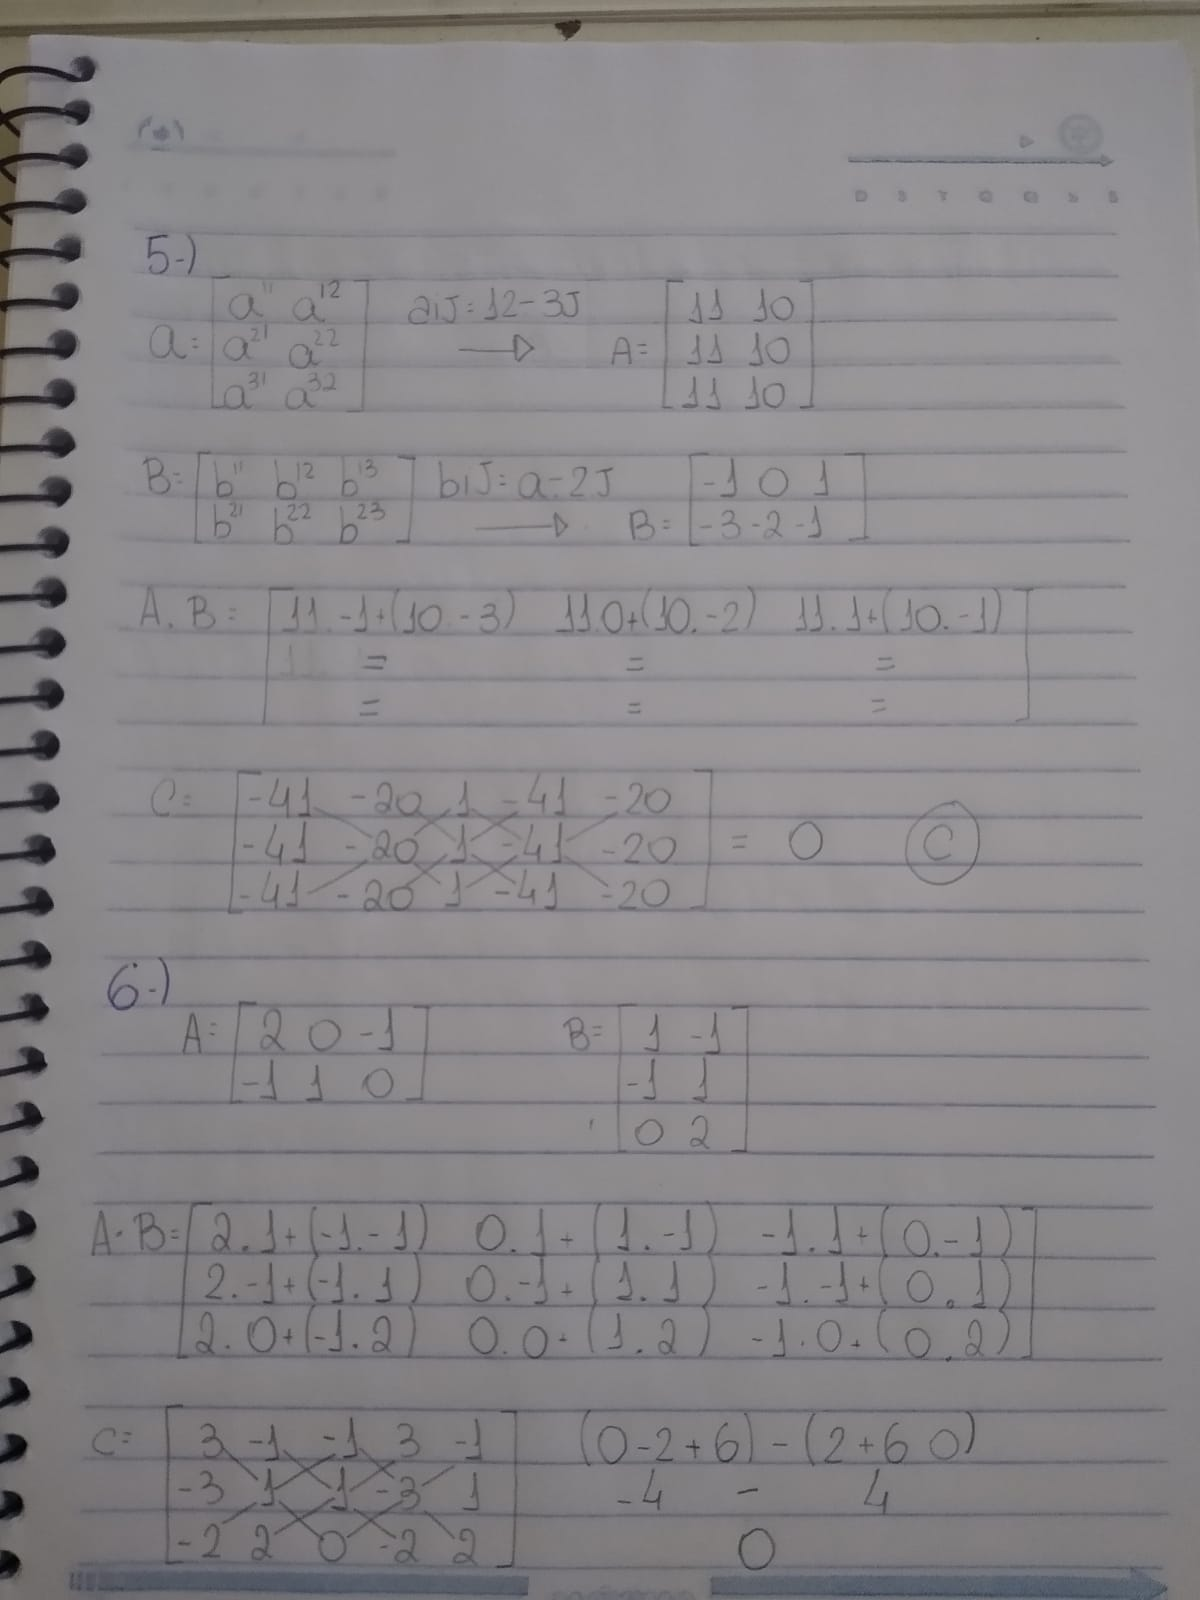 5-)
a= [a¹¹ a¹² aiJ=12-3J [11 10]
a²¹ a²² → A= 11 10
a³¹ a³²] [11 10]
B= [b¹¹ b¹² b¹³] biJ=a-2J [-1 0 1]
b²¹ b²² b²³ → B= -3 -2 -1
A.B= [11.-1+(10.-3) 11.0+(10.-2) 11.1+(10.-1)]
= = =
= = =
C= [-41 -20 1 -41 -20]
-41 -20 1 -41 -20 = 0 C
-41 -20 1 -41 -20
6-)
A= [2 0 -1] B= [1 -1]
-1 1 0 -1 1
0 2
A.B= [2.1+(-1.-1) 0.1+(1.-1) -1.1+(0.-1)]
2.-1+(-1.1) 0.-1+(1.1) -1.-1+(0.1)
2.0+(-1.2) 0.0+(1.2) -1.0+(0.2)
C= [3 -1 -1 3 -1] (0-2+6)-(2+6 0)
-3 1 1 -3 1 -4 - 4
-2 2 0 -2 2 0